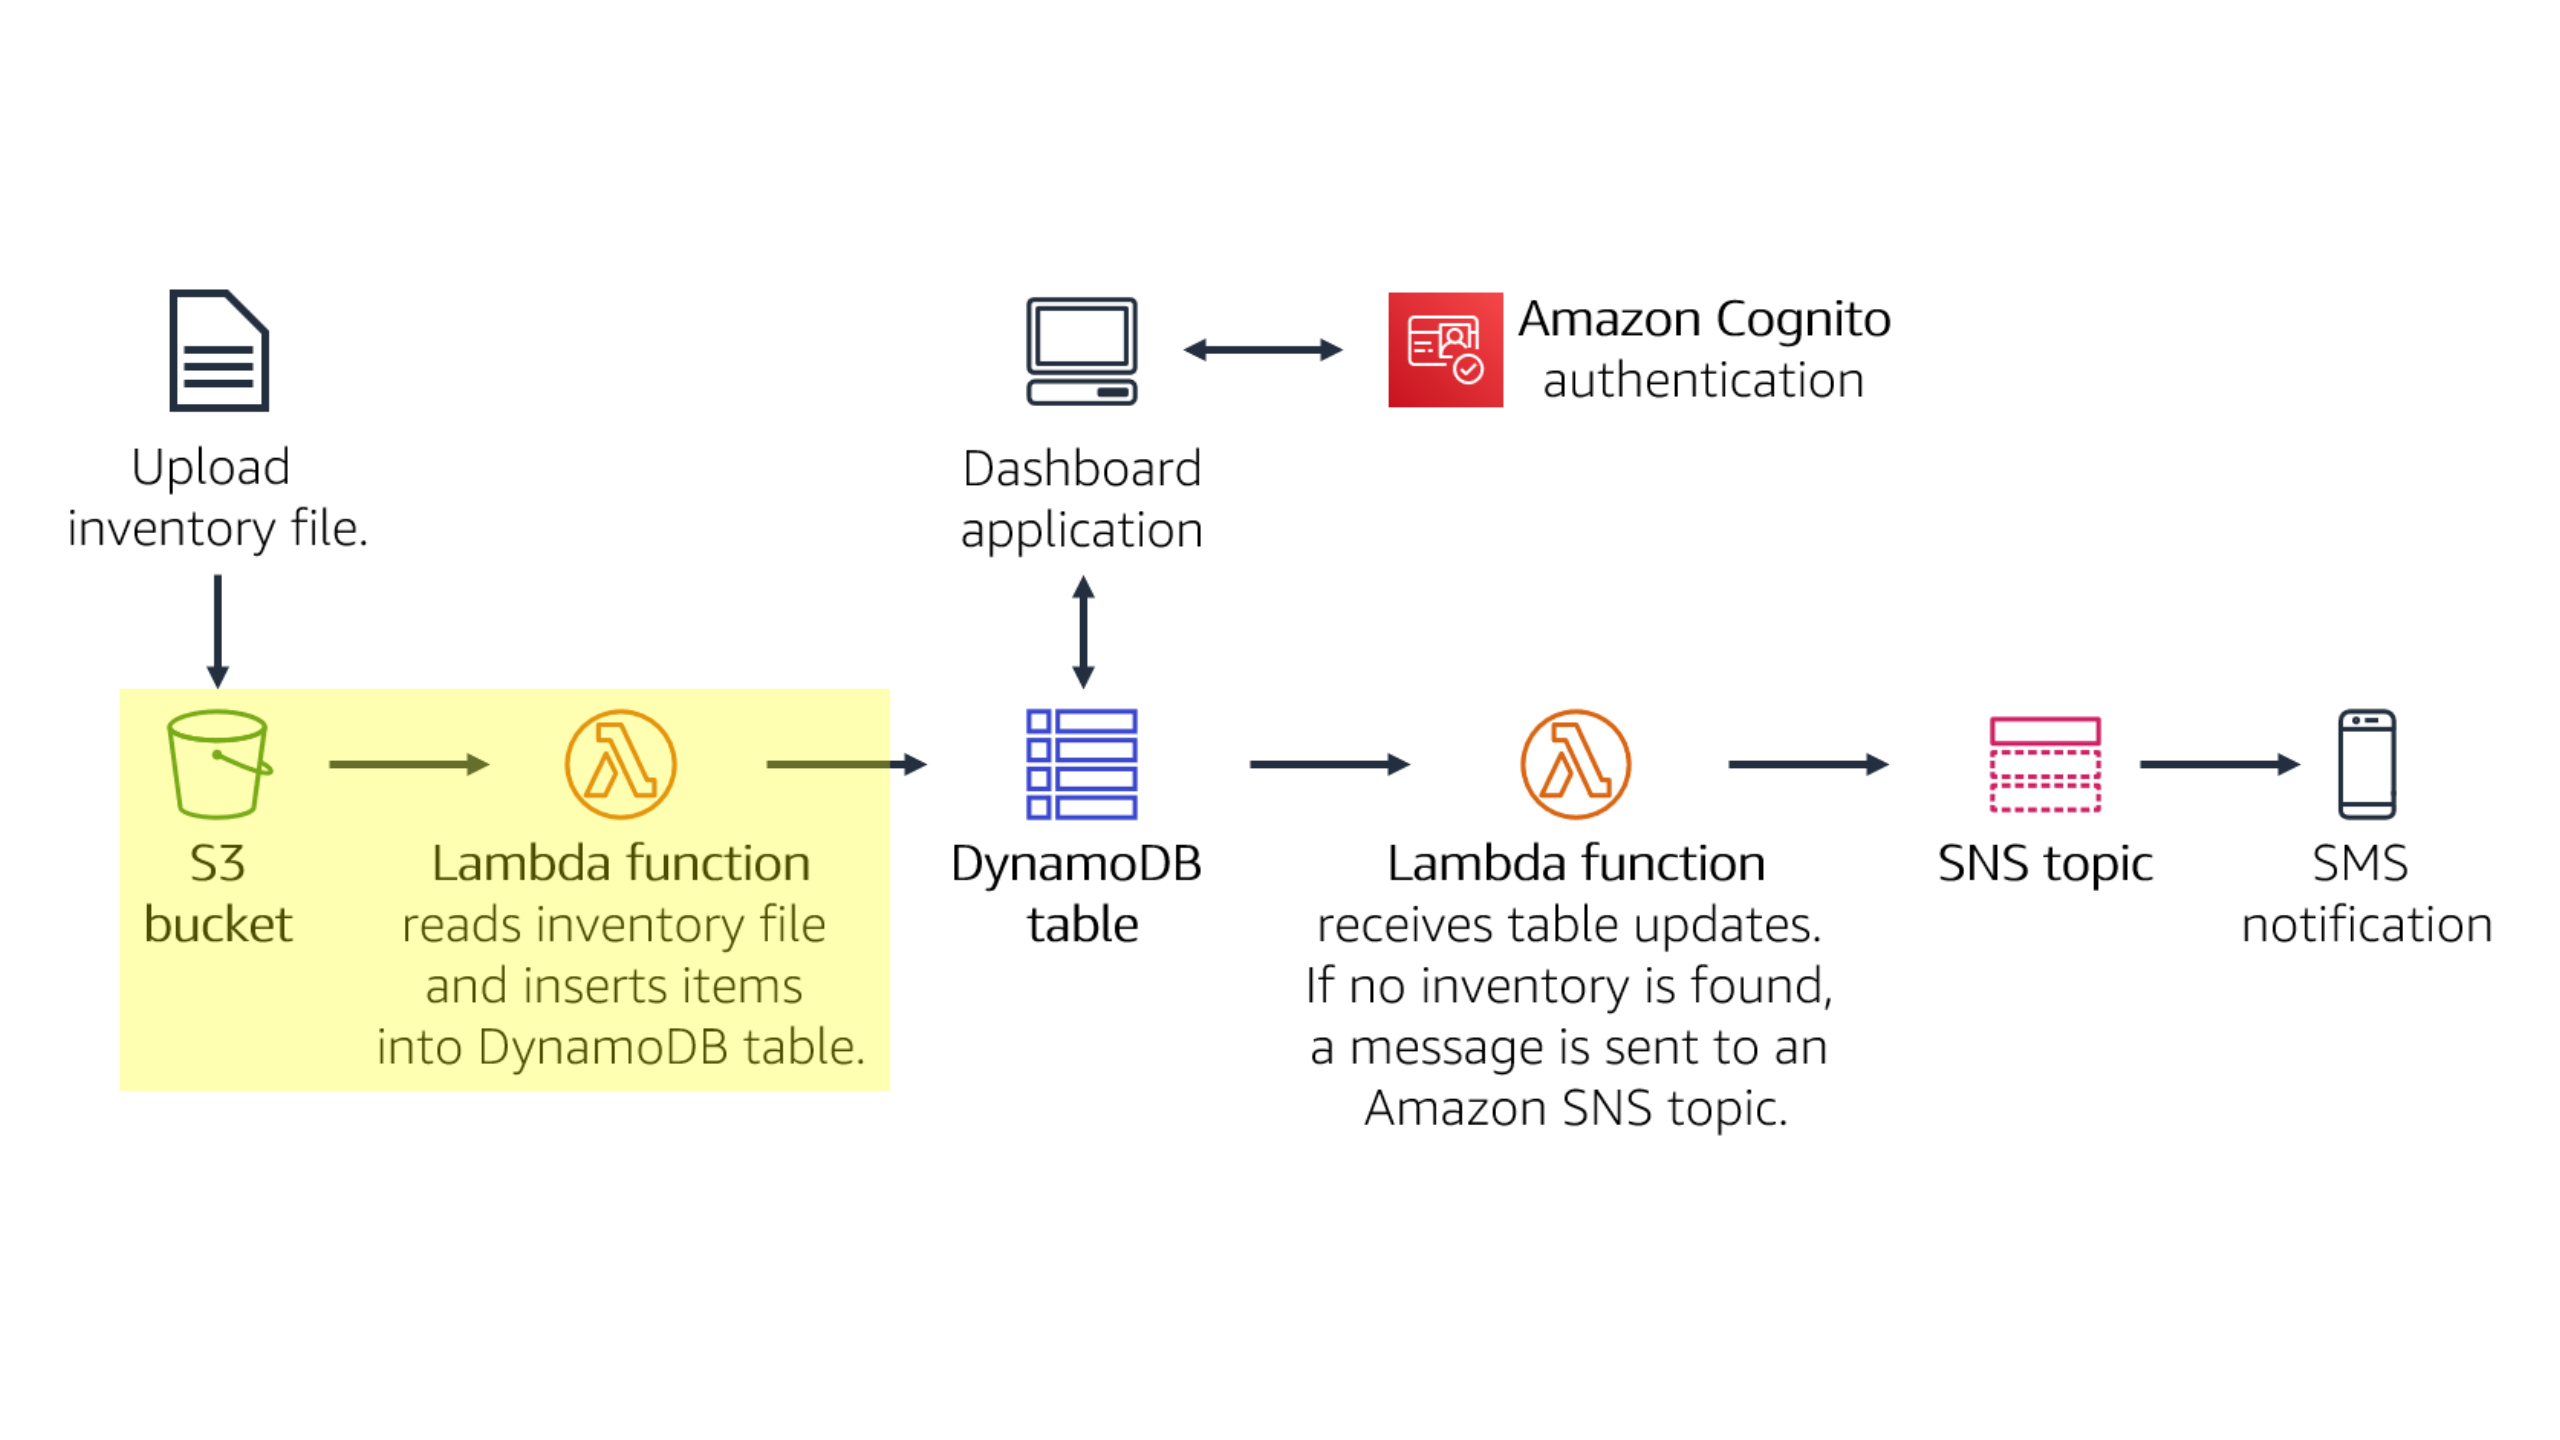 Upload
inventory file.
Dashboard
application
Amazon Cognito
authentication
S3
bucket
Lambda function
reads inventory file
and inserts items
into DynamoDB table.
DynamoDB
table
Lambda function
receives table updates.
If no inventory is found,
a message is sent to an
Amazon SNS topic.
SNS topic
SMS
notification